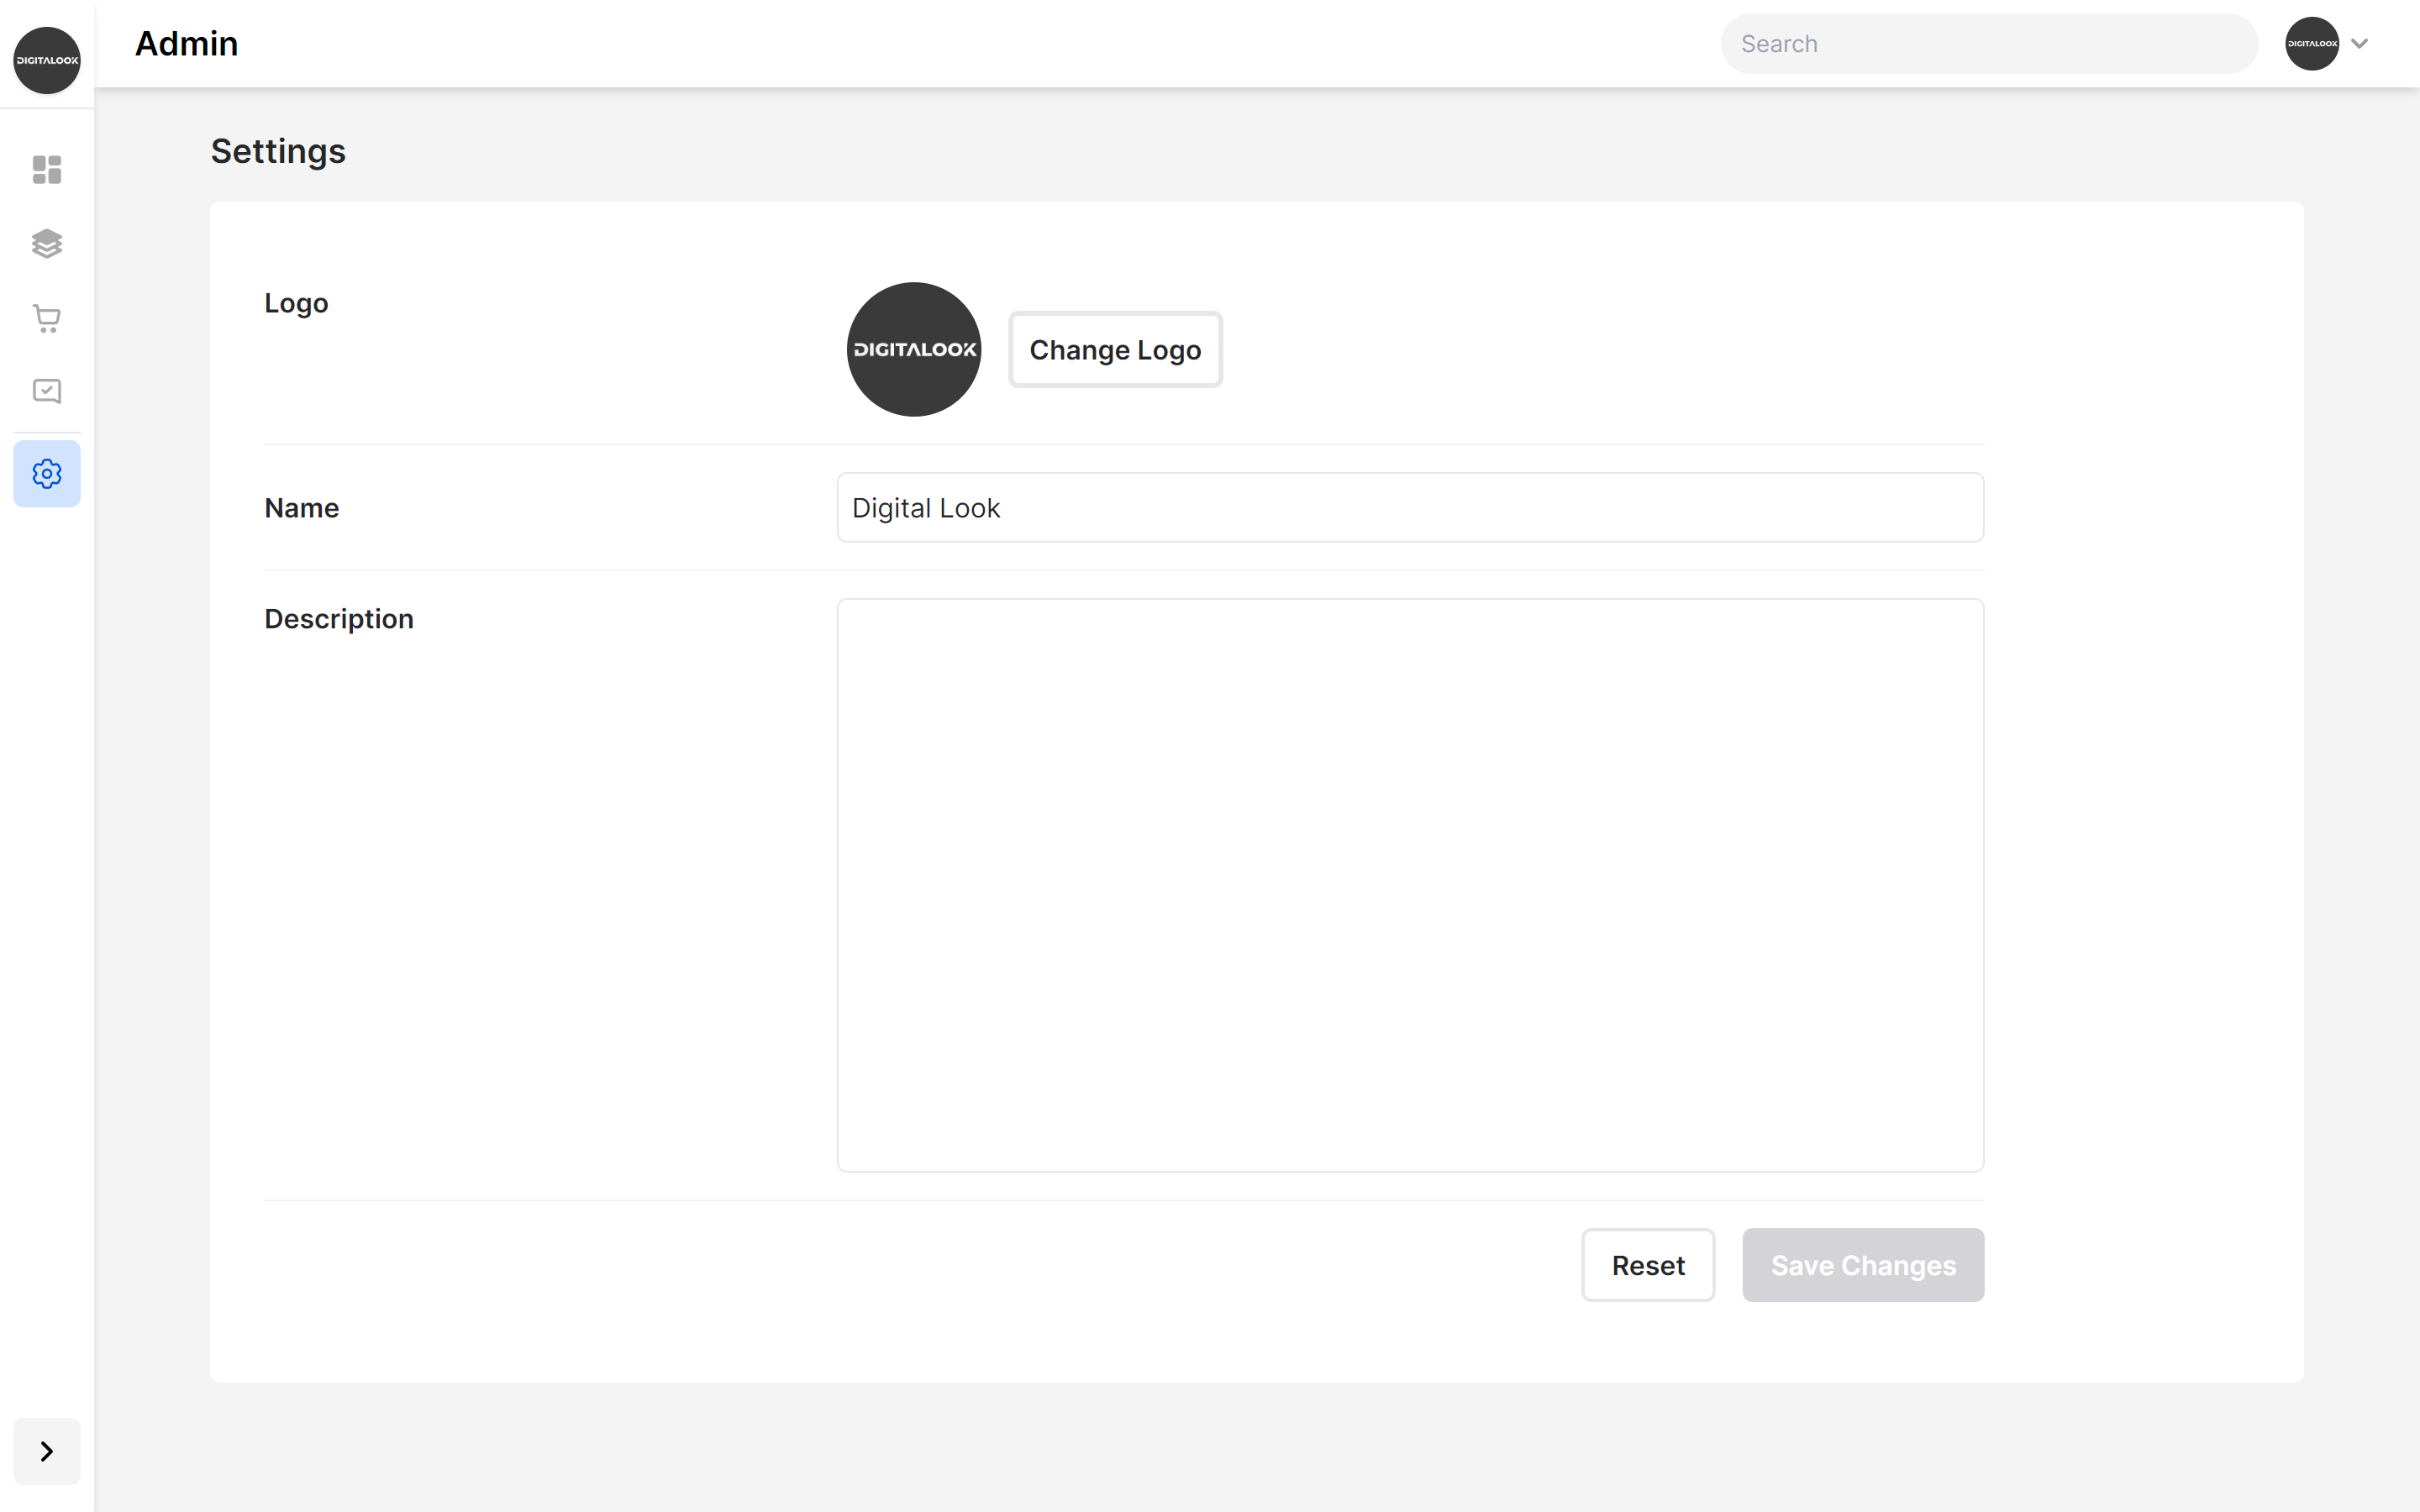 DIGITALOOK
Admin
Search
DIGITALOOK
Settings
Logo
DIGITALOOK
Change Logo
Name
Digital Look
Description
Reset
Save Changes